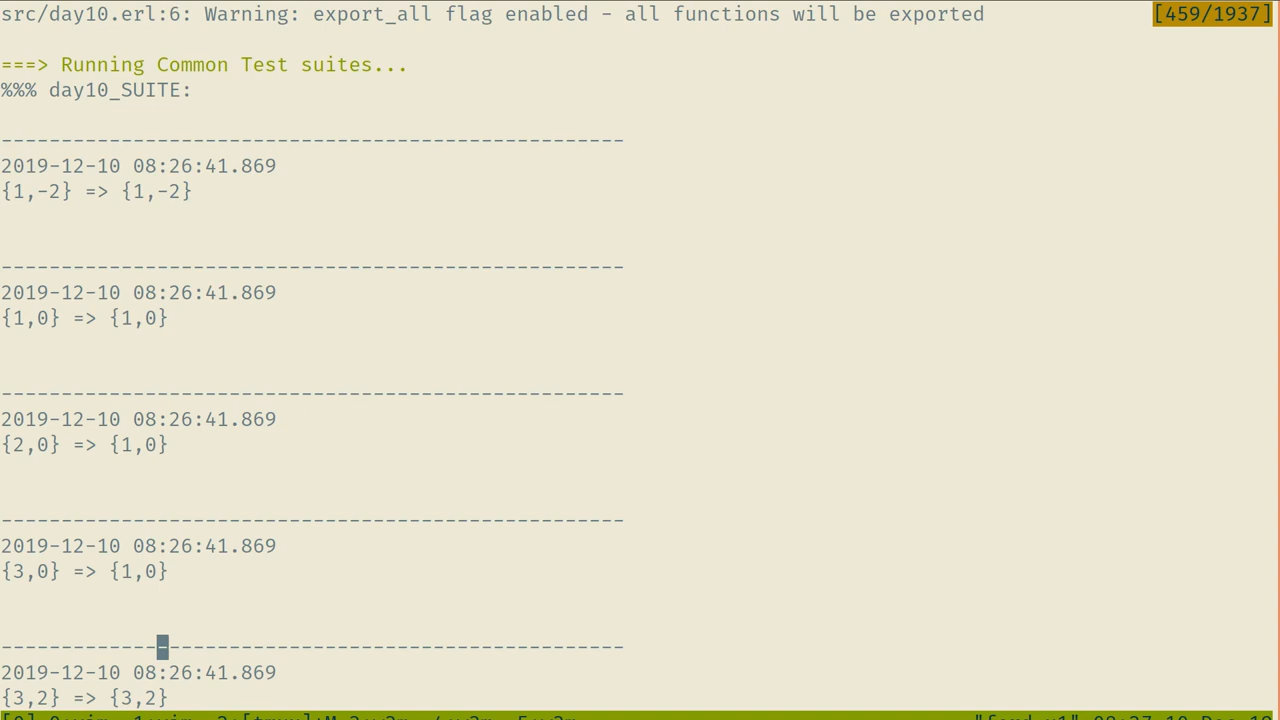 src/day10.erl:6: Warning: export_all flag enabled - all functions will be exported [459/1937]
===> Running Common Test suites...
%%% day10_SUITE:
----------------------------------------------------
2019-12-10 08:26:41.869
{1,-2} => {1,-2}
----------------------------------------------------
2019-12-10 08:26:41.869
{1,0} => {1,0}
----------------------------------------------------
2019-12-10 08:26:41.869
{2,0} => {1,0}
----------------------------------------------------
2019-12-10 08:26:41.869
{3,0} => {1,0}
----------------------------------------------------
2019-12-10 08:26:41.869
{3,2} => {3,2}